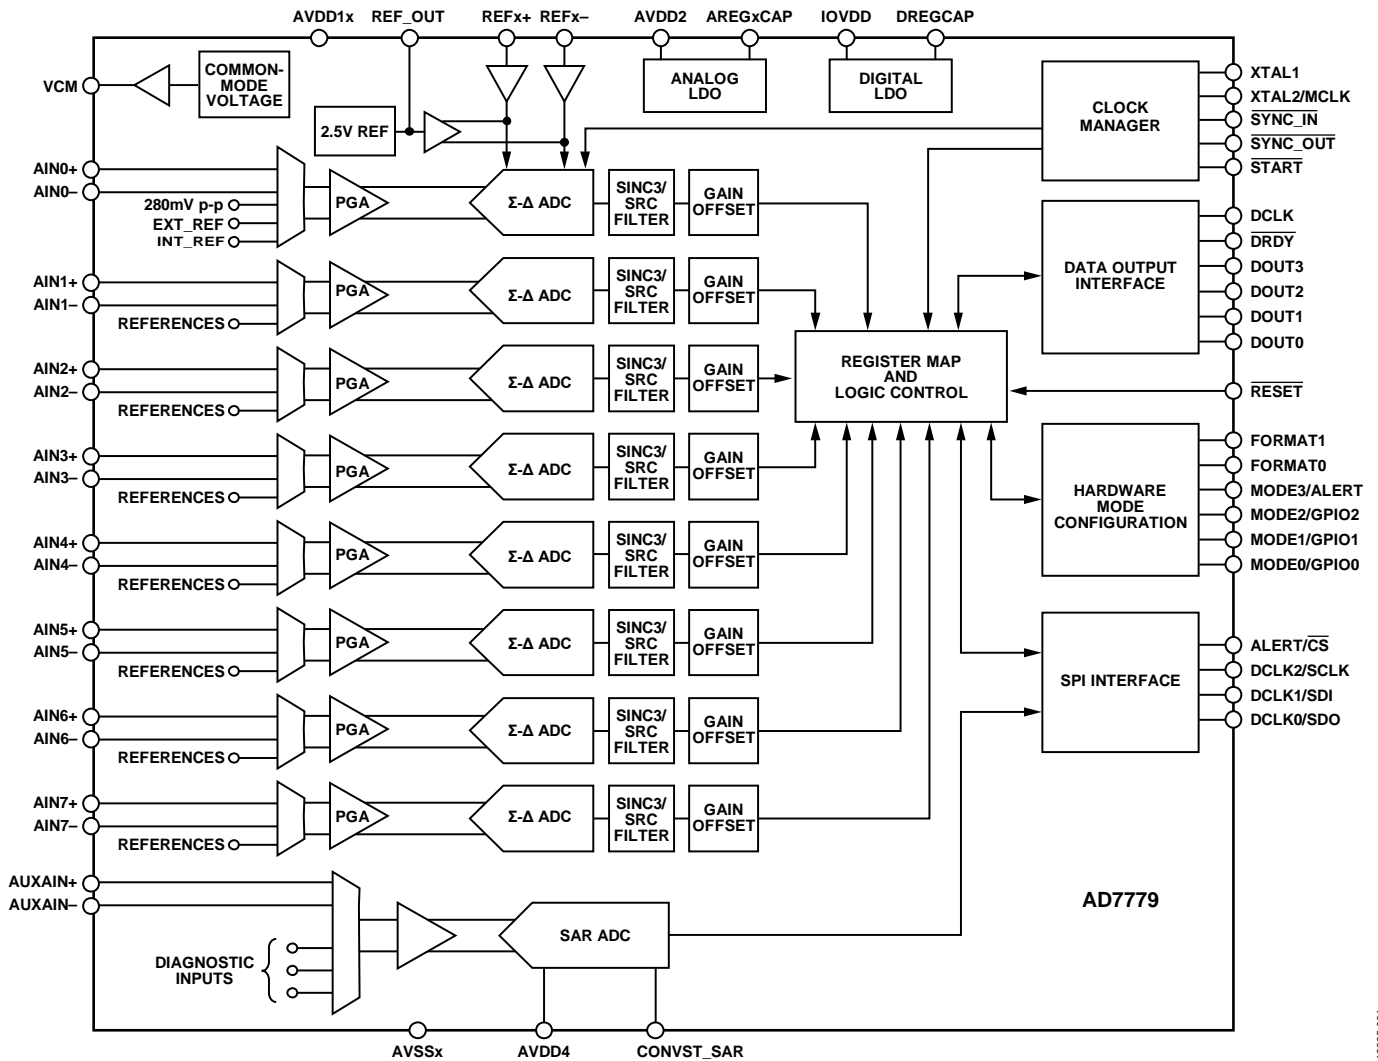 AVDD1x REF_OUT REFx+ REFx– AVDD2 AREGxCAP IOVDD DREGCAP
VCM
COMMON-
MODE
VOLTAGE
2.5V REF
ANALOG
LDO
DIGITAL
LDO
CLOCK
MANAGER
XTAL1
XTAL2/MCLK
SYNC_IN
SYNC_OUT
START
AIN0+
AIN0–
280mV p-p
EXT_REF
INT_REF
PGA
Σ-Δ ADC
SINC3/
SRC
FILTER
GAIN
OFFSET
DATA OUTPUT
INTERFACE
DCLK
DRDY
DOUT3
DOUT2
DOUT1
DOUT0
AIN1+
AIN1–
REFERENCES
PGA
Σ-Δ ADC
SINC3/
SRC
FILTER
GAIN
OFFSET
REGISTER MAP
AND
LOGIC CONTROL
RESET
AIN2+
AIN2–
REFERENCES
PGA
Σ-Δ ADC
SINC3/
SRC
FILTER
GAIN
OFFSET
AIN3+
AIN3–
REFERENCES
PGA
Σ-Δ ADC
SINC3/
SRC
FILTER
GAIN
OFFSET
HARDWARE
MODE
CONFIGURATION
FORMAT1
FORMAT0
MODE3/ALERT
MODE2/GPIO2
MODE1/GPIO1
MODE0/GPIO0
AIN4+
AIN4–
REFERENCES
PGA
Σ-Δ ADC
SINC3/
SRC
FILTER
GAIN
OFFSET
AIN5+
AIN5–
REFERENCES
PGA
Σ-Δ ADC
SINC3/
SRC
FILTER
GAIN
OFFSET
SPI INTERFACE
ALERT/CS
DCLK2/SCLK
DCLK1/SDI
DCLK0/SDO
AIN6+
AIN6–
REFERENCES
PGA
Σ-Δ ADC
SINC3/
SRC
FILTER
GAIN
OFFSET
AIN7+
AIN7–
REFERENCES
PGA
Σ-Δ ADC
SINC3/
SRC
FILTER
GAIN
OFFSET
AUXAIN+
AUXAIN–
DIAGNOSTIC
INPUTS
SAR ADC
AD7779
AVSSx AVDD4 CONVST_SAR